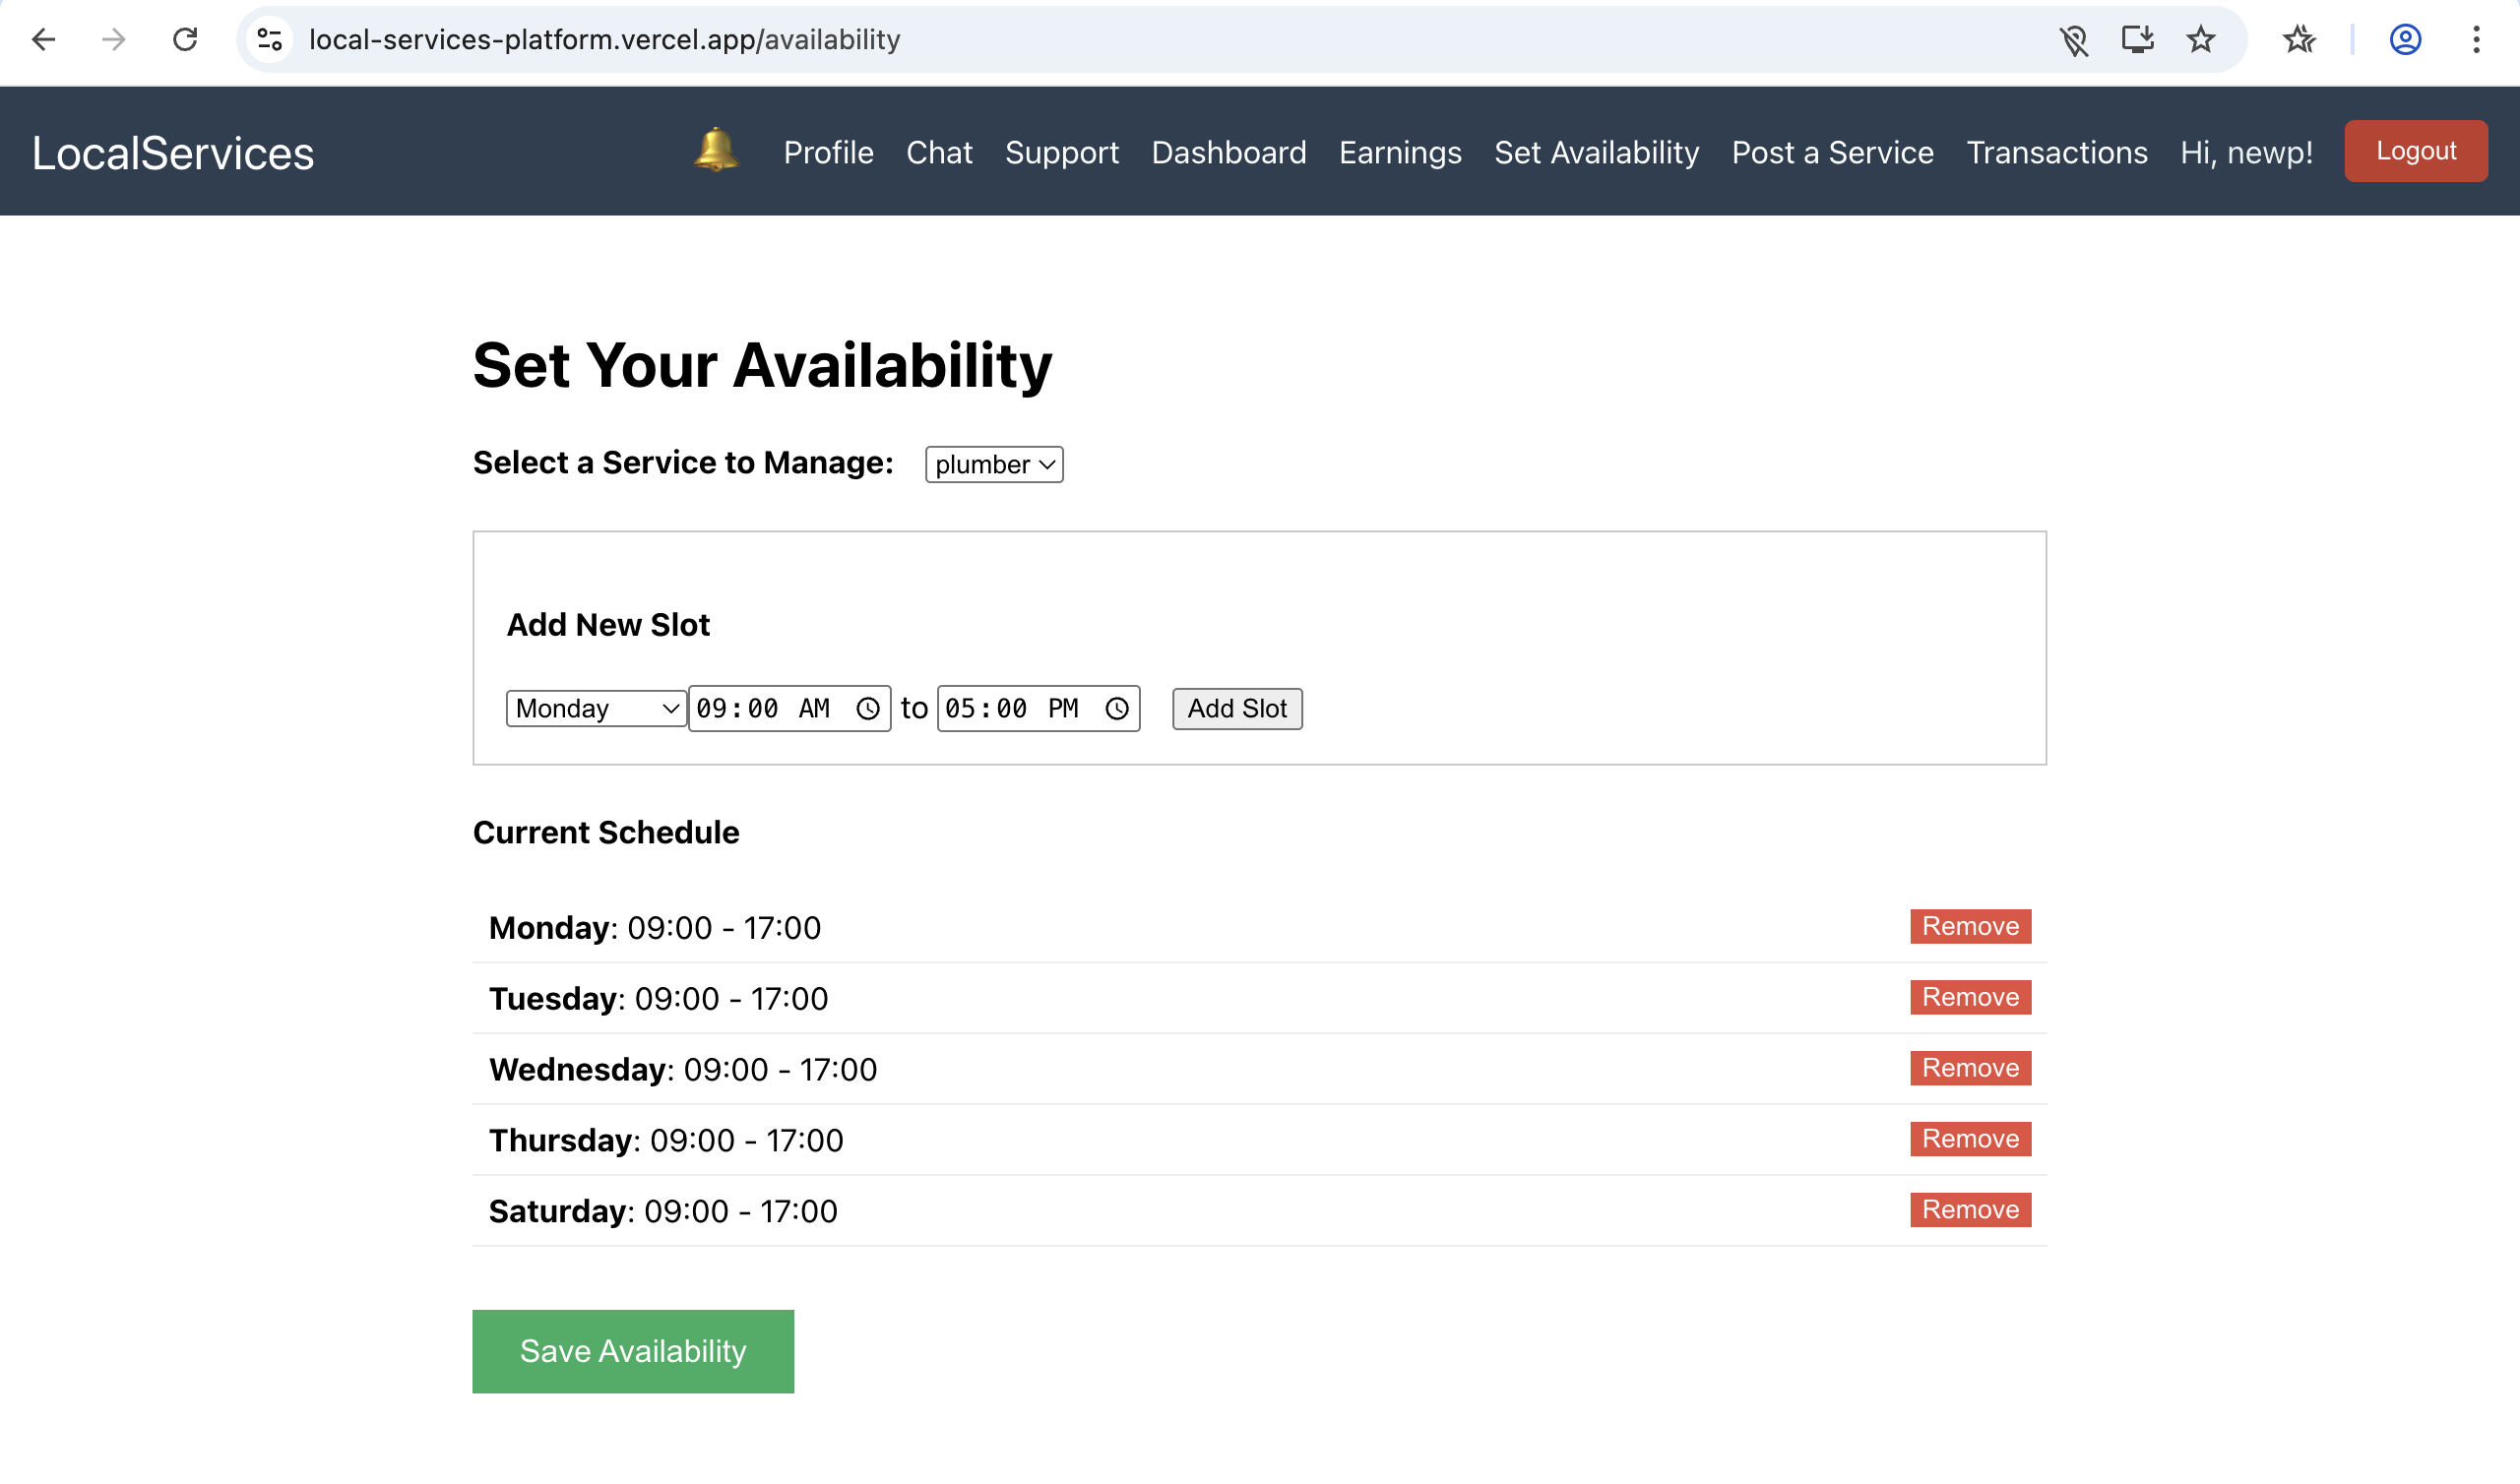 local-services-platform.vercel.app/availability
LocalServices
Profile Chat Support Dashboard Earnings Set Availability Post a Service Transactions Hi, newp! Logout
Set Your Availability
Select a Service to Manage: plumber
Add New Slot
Monday 09:00 AM to 05:00 PM Add Slot
Current Schedule
Monday: 09:00 - 17:00 Remove
Tuesday: 09:00 - 17:00 Remove
Wednesday: 09:00 - 17:00 Remove
Thursday: 09:00 - 17:00 Remove
Saturday: 09:00 - 17:00 Remove
Save Availability